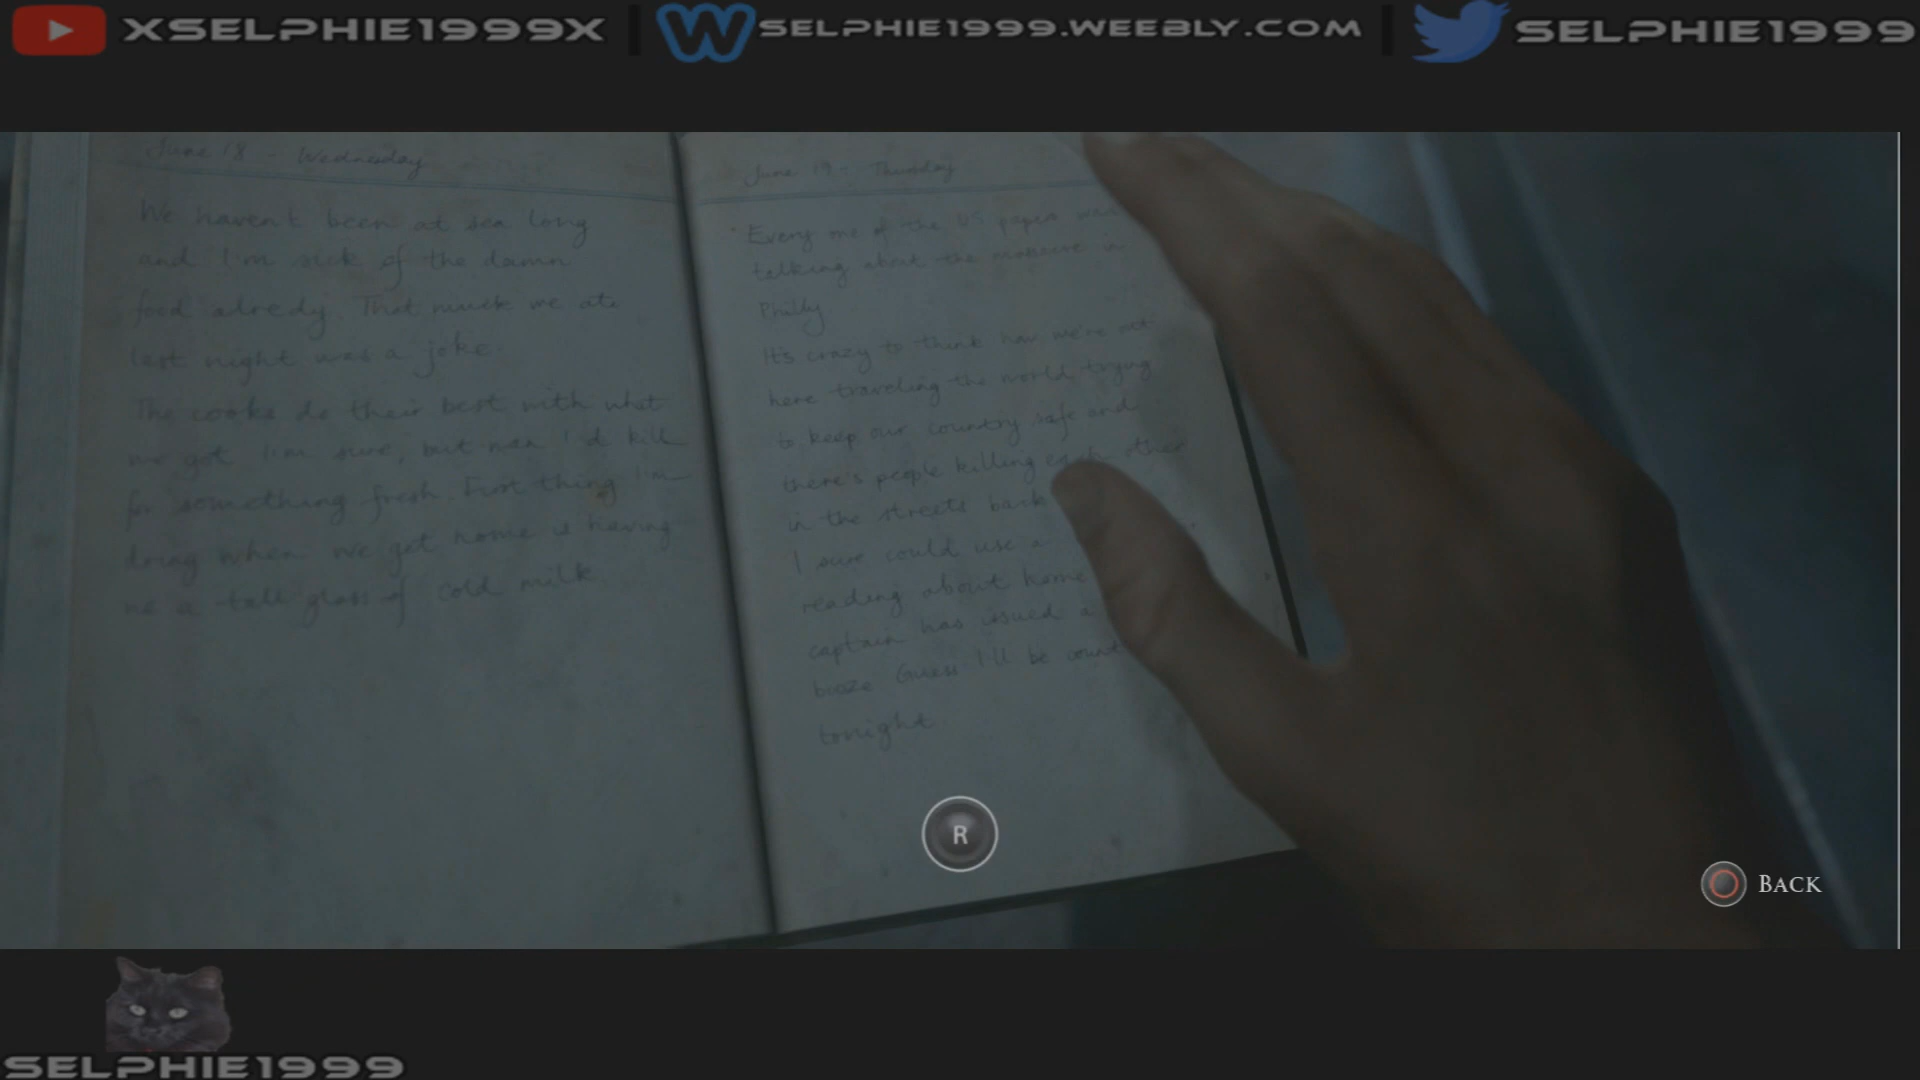 XSELPHIE1999X
SELPHIE1999.WEEBLY.COM
SELPHIE1999
June 18 - Wednesday
We haven't been at sea long
and I'm sick of the damn
food alredy. That muck we ate
last night was a joke.
The cooks do their best with what
we got I'm sure, but man I'd kill
for something fresh. First thing I'm
doing when we get home is having
me a tall glass of cold milk
June 19 - Thursday
Every one of the US papers was
talking about the massacre in
Philly
It's crazy to think how we're out
here traveling the world trying
to keep our country safe and
there's people killing each other
in the streets back
I sure could use a
reading about home
captain has issued a
booze Guess I'll be count
tonight.
R
BACK
SELPHIE1999